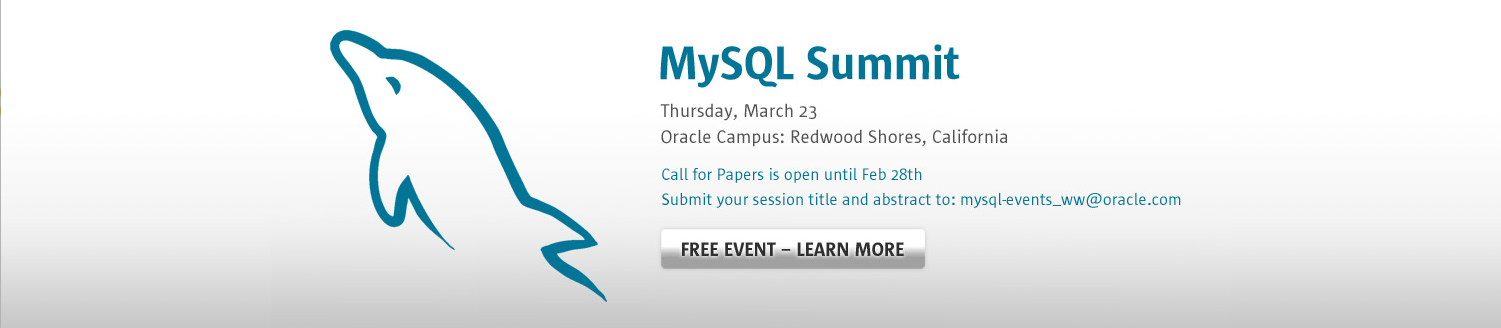 MySQL Summit
Thursday, March 23
Oracle Campus: Redwood Shores, California
Call for Papers is open until Feb 28th
Submit your session title and abstract to: mysql-events_ww@oracle.com
FREE EVENT – LEARN MORE